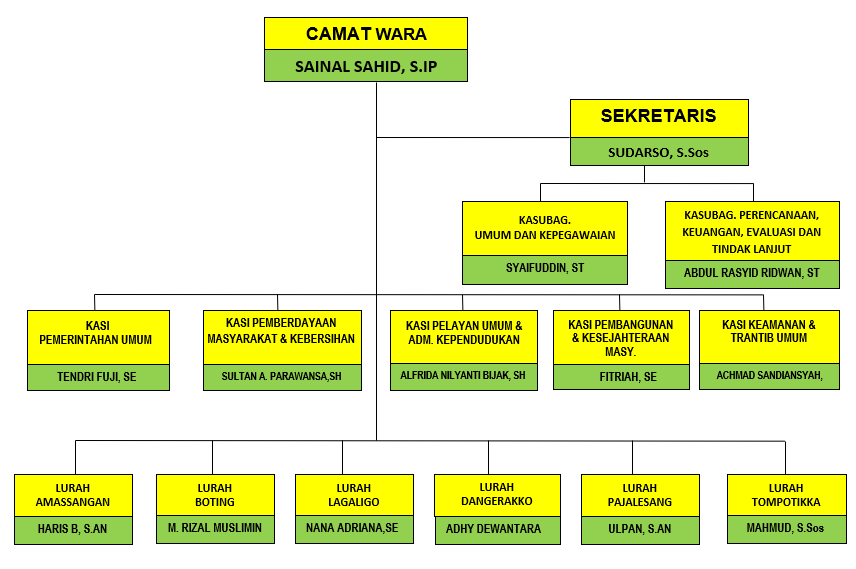 CAMAT WARA
SAINAL SAHID, S.IP
SEKRETARIS
SUDARSO, S.Sos
KASUBAG.
UMUM DAN KEPEGAWAIAN
SYAIFUDDIN, ST
KASUBAG. PERENCANAAN,
KEUANGAN, EVALUASI DAN
TINDAK LANJUT
ABDUL RASYID RIDWAN, ST
KASI
PEMERINTAHAN UMUM
TENDRI FUJI, SE
KASI PEMBERDAYAAN
MASYARAKAT & KEBERSIHAN
SULTAN A. PARAWANSA,SH
KASI PELAYAN UMUM &
ADM. KEPENDUDUKAN
ALFRIDA NILYANTI BIJAK, SH
KASI PEMBANGUNAN
& KESEJAHTERAAN
MASY.
FITRIAH, SE
KASI KEAMANAN &
TRANTIB UMUM
ACHMAD SANDIANSYAH,
LURAH
AMASSANGAN
HARIS B, S.AN
LURAH
BOTING
M. RIZAL MUSLIMIN
LURAH
LAGALIGO
NANA ADRIANA,SE
LURAH
DANGERAKKO
ADHY DEWANTARA
LURAH
PAJALESANG
ULPAN, S.AN
LURAH
TOMPOTIKKA
MAHMUD, S.Sos